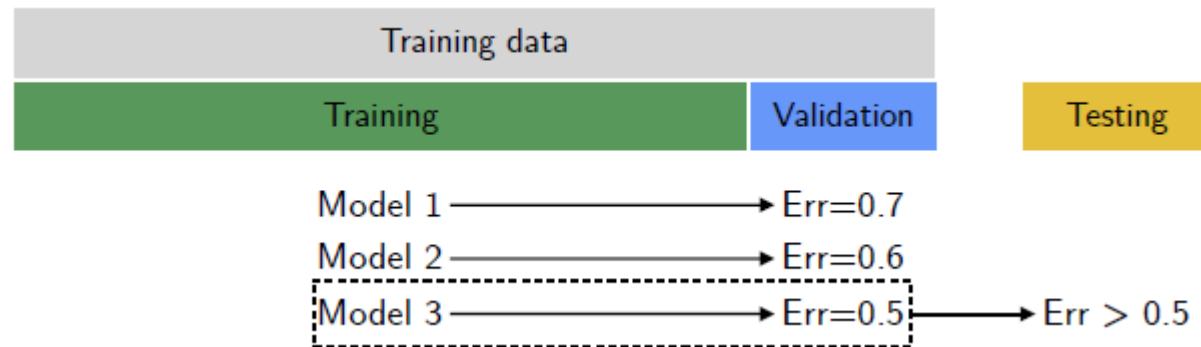 Training data
Training Validation Testing
Model 1 Err=0.7
Model 2 Err=0.6
Model 3 Err=0.5 Err > 0.5